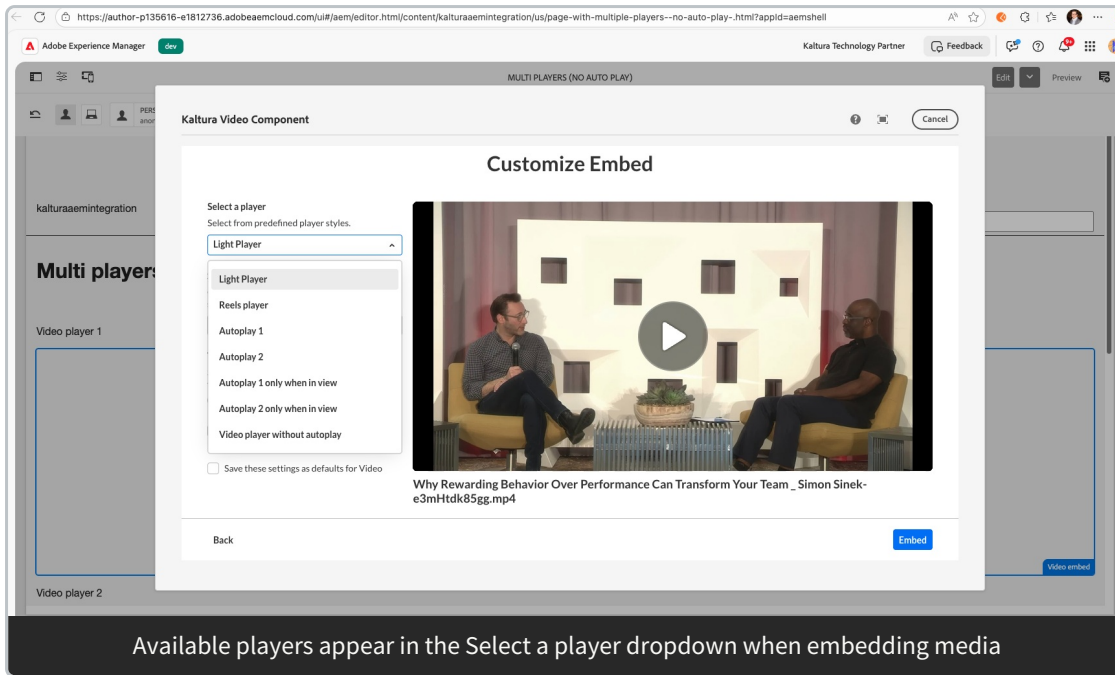 https://author-p135616-e1812736.adobeaemcloud.com/ui#/aem/editor.html/content/kalturaaemintegration/us/page-with-multiple-players--no-auto-play-.html?appId=aemshell
Adobe Experience Manager
dev
Kaltura Technology Partner
Feedback
9+
MULTI PLAYERS (NO AUTO PLAY)
Edit
Preview
PERS
anor
Kaltura Video Component
Cancel
Customize Embed
kalturaaemintegration
Select a player
Select from predefined player styles.
Light Player
Multi players
Light Player
Reels player
Video player 1
Autoplay 1
Autoplay 2
Autoplay 1 only when in view
Autoplay 2 only when in view
Video player without autoplay
Save these settings as defaults for Video
Why Rewarding Behavior Over Performance Can Transform Your Team _ Simon Sinek-
e3mHtdk85gg.mp4
Back
Embed
Video embed
Video player 2
Available players appear in the Select a player dropdown when embedding media